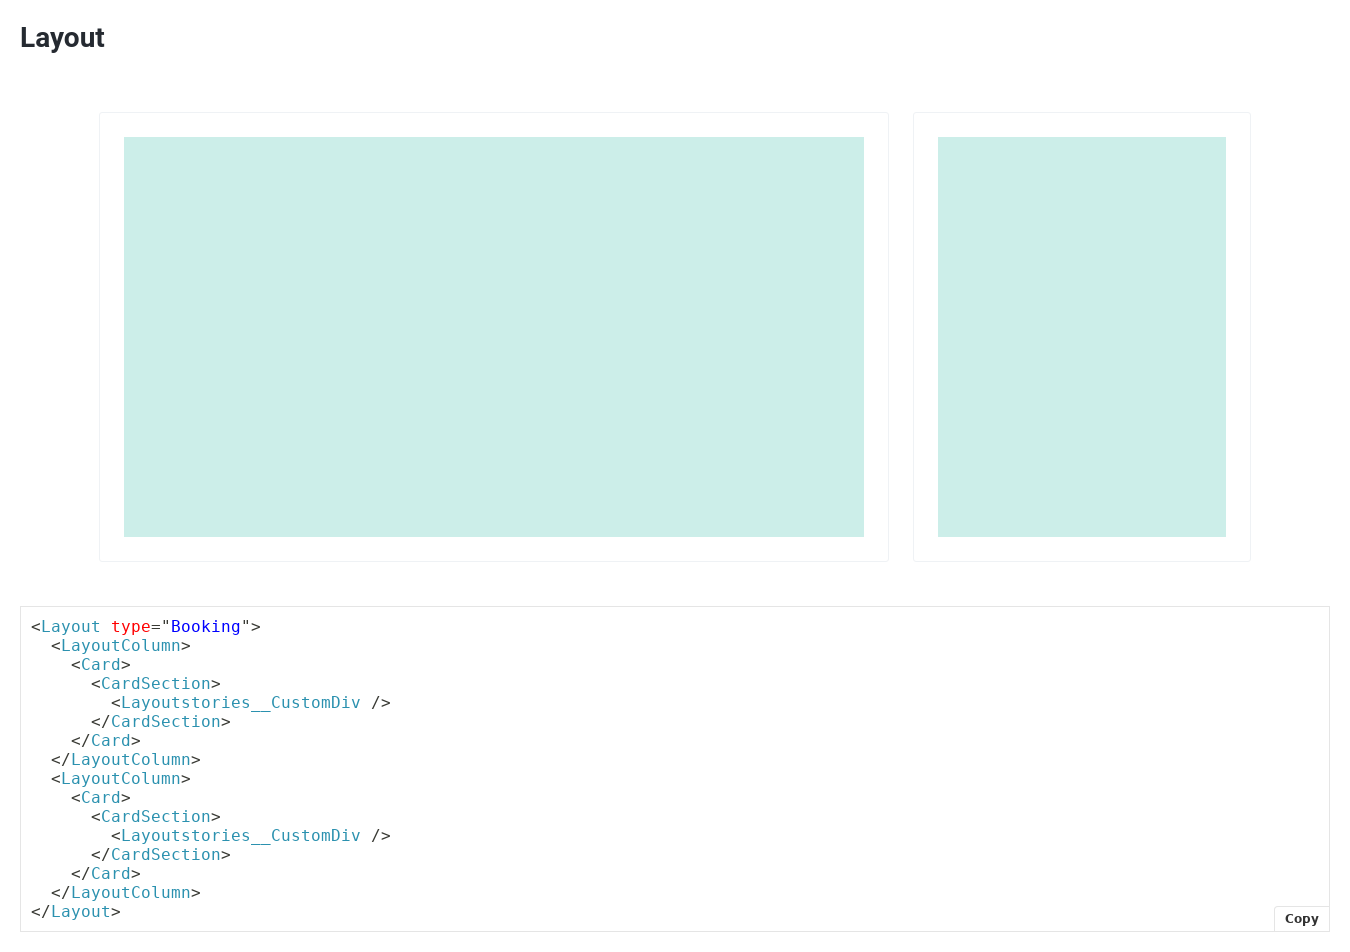 Layout
<Layout type="Booking">
  <LayoutColumn>
    <Card>
      <CardSection>
        <Layoutstories__CustomDiv />
      </CardSection>
    </Card>
  </LayoutColumn>
  <LayoutColumn>
    <Card>
      <CardSection>
        <Layoutstories__CustomDiv />
      </CardSection>
    </Card>
  </LayoutColumn>
</Layout>
Copy